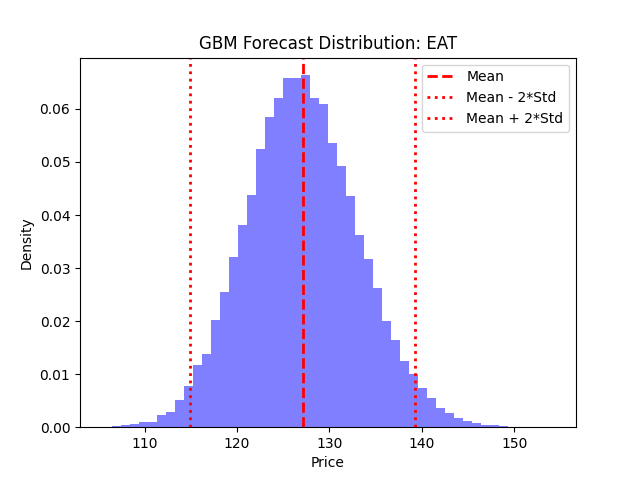 GBM Forecast Distribution: EAT
Mean
Mean - 2*Std
Mean + 2*Std
Density
0.06
0.05
0.04
0.03
0.02
0.01
0.00
110 120 130 140 150
Price